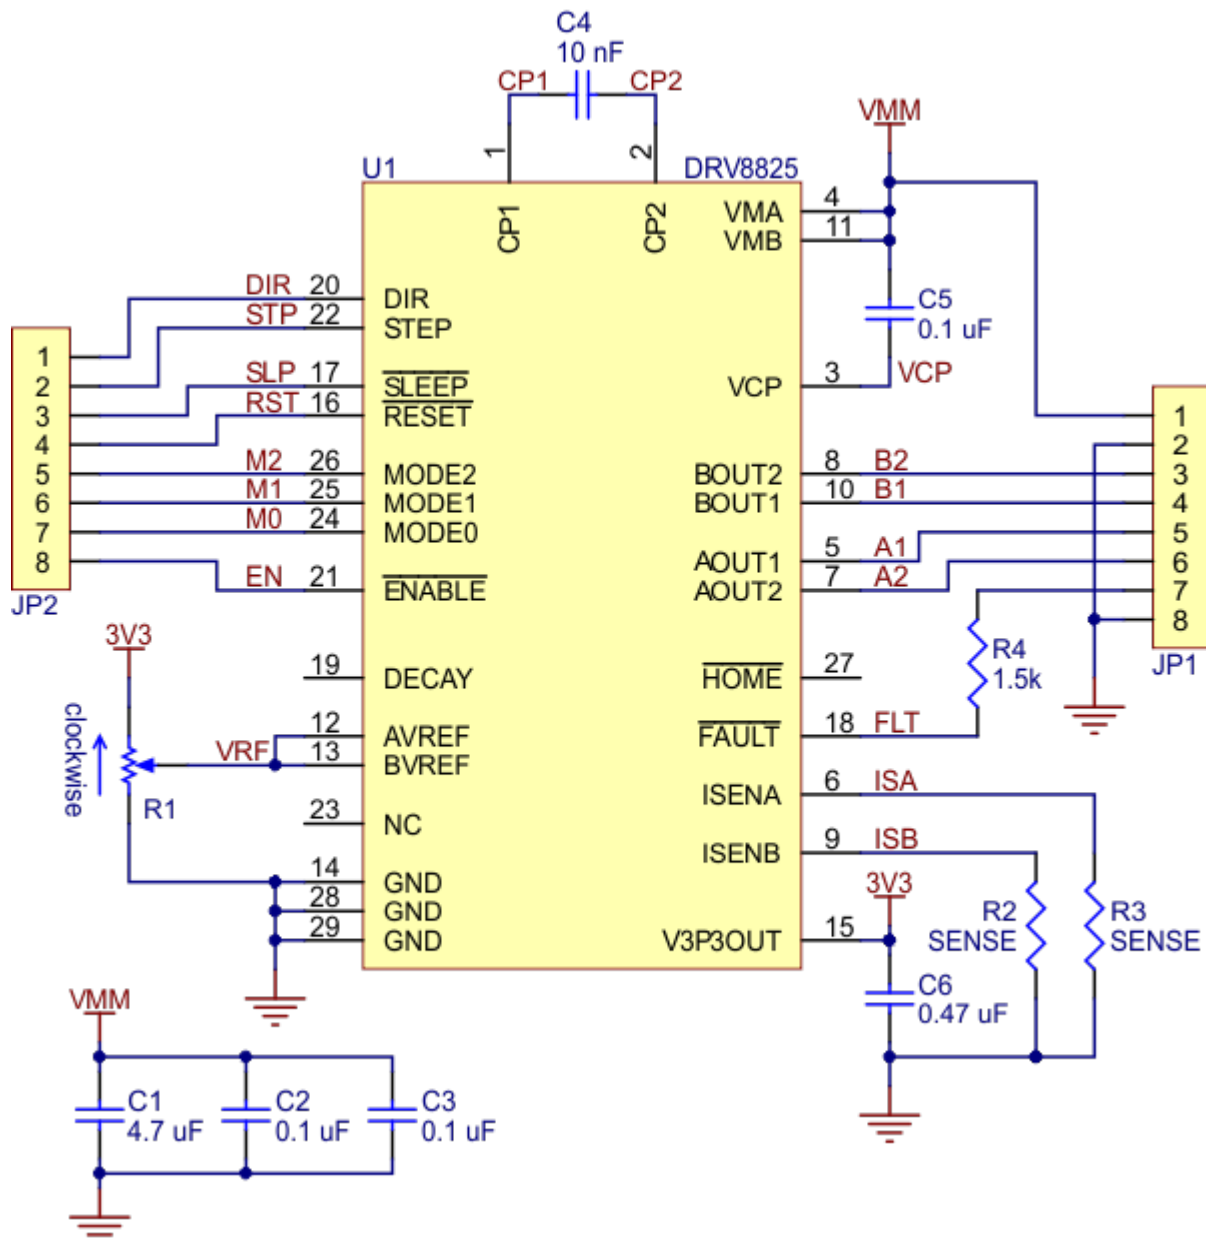 C4
10 nF
CP1
CP2
VMM
1
2
U1
DRV8825
CP1
CP2
VMA
4
VMB
11
DIR
20
DIR
STP
22
STEP
C5
0.1 uF
SLP
17
SLEEP
VCP
3
VCP
RST
16
RESET
M2
26
MODE2
BOUT2
8
B2
M1
25
MODE1
BOUT1
10
B1
M0
24
MODE0
AOUT1
5
A1
EN
21
ENABLE
AOUT2
7
A2
1
2
3
4
5
6
7
8
JP2
1
2
3
4
5
6
7
8
JP1
3V3
19
DECAY
HOME
27
R4
1.5k
clockwise
12
AVREF
FAULT
18
FLT
VRF
13
BVREF
R1
ISENA
6
ISA
23
NC
ISENB
9
ISB
14
GND
28
GND
29
GND
3V3
V3P3OUT
15
R2
SENSE
R3
SENSE
C6
0.47 uF
VMM
C1
4.7 uF
C2
0.1 uF
C3
0.1 uF